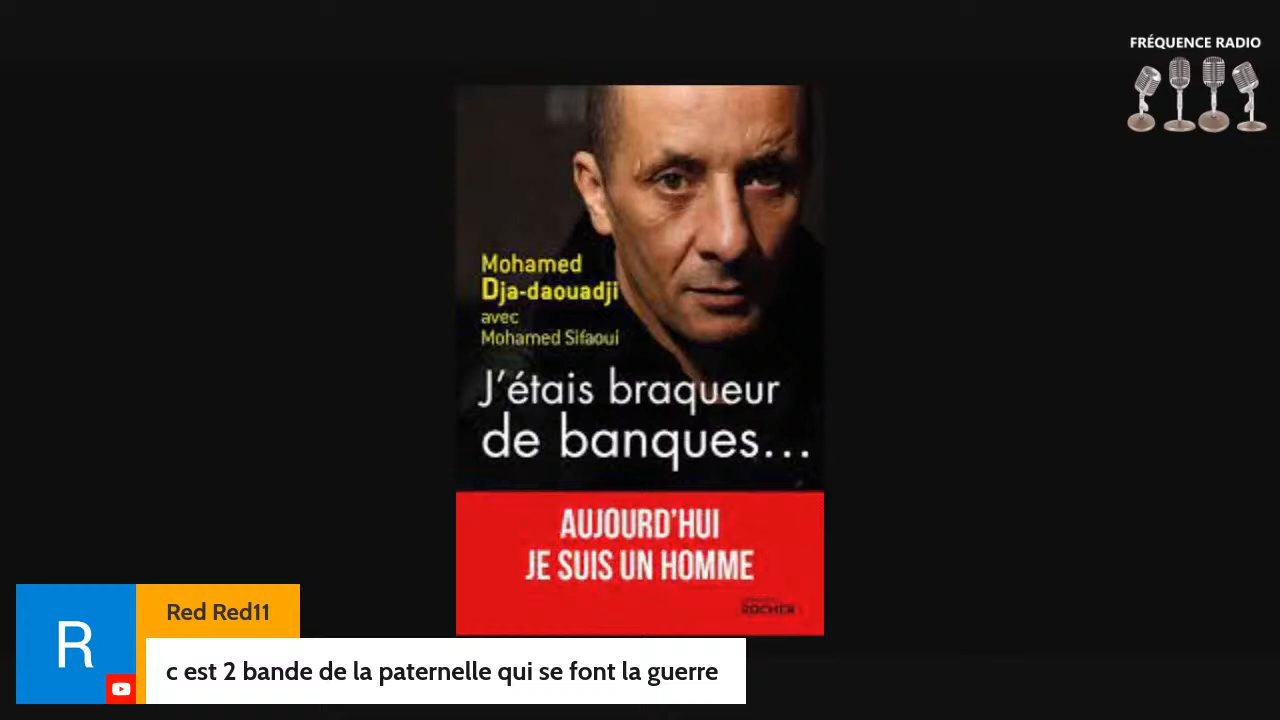 FRÉQUENCE RADIO
Mohamed
Dja-daouadji
avec
Mohamed Sifaoui
J'étais braqueur
de banques...
AUJOURD'HUI
JE SUIS UN HOMME
ROCHER
R
Red Red11
c est 2 bande de la paternelle qui se font la guerre